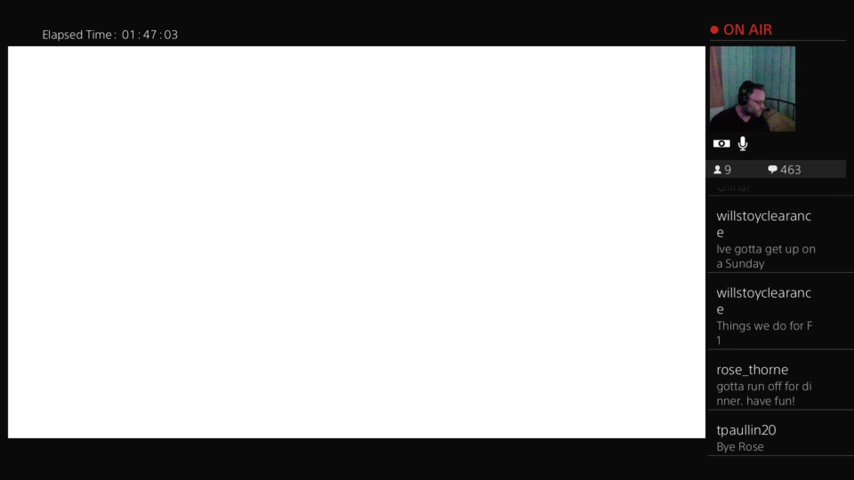 Elapsed Time: 01:47:03
ON AIR
9 463
China?
willstoyclearanc
e
Ive gotta get up on
a Sunday
willstoyclearanc
e
Things we do for F
1
rose_thorne
gotta run off for di
nner. have fun!
tpaullin20
Bye Rose